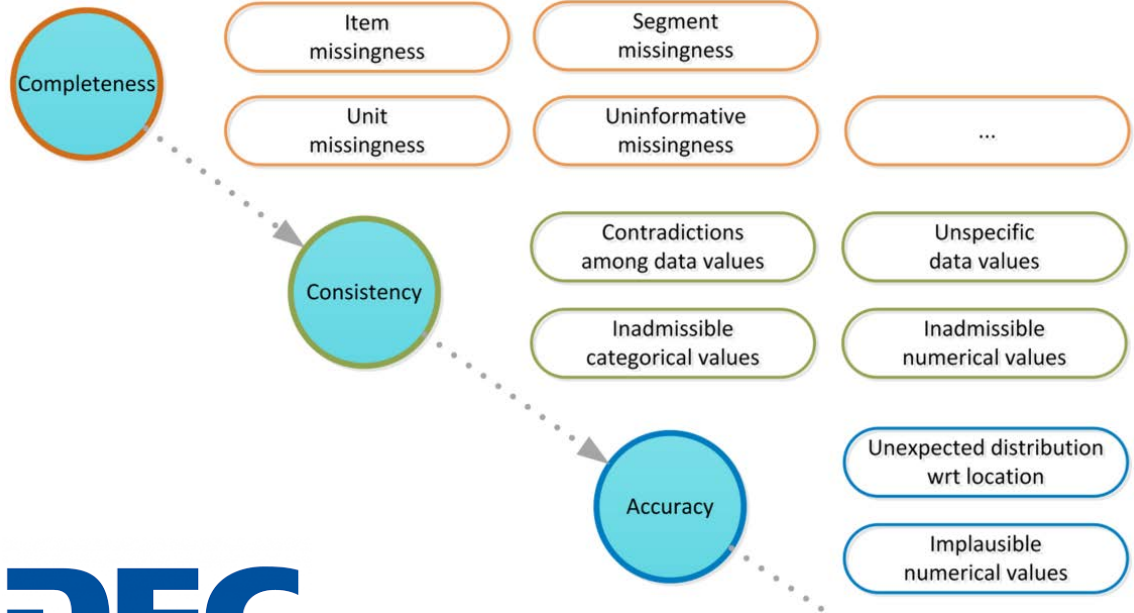 Completeness
Item
missingness
Segment
missingness
Unit
missingness
Uninformative
missingness
...
Consistency
Contradictions
among data values
Unspecific
data values
Inadmissible
categorical values
Inadmissible
numerical values
Accuracy
Unexpected distribution
wrt location
Implausible
numerical values